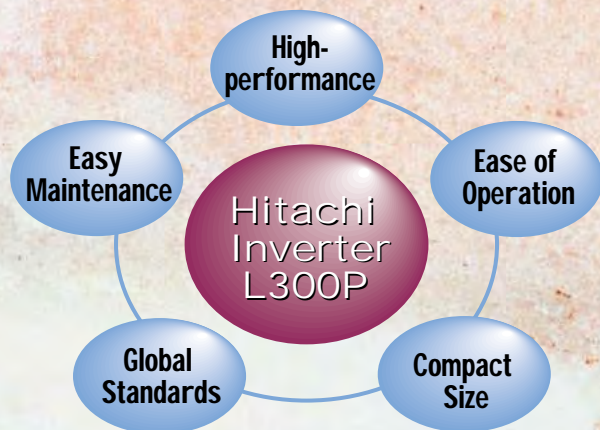 High-
performance
Easy
Maintenance
Ease of
Operation
Hitachi
Inverter
L300P
Global
Standards
Compact
Size